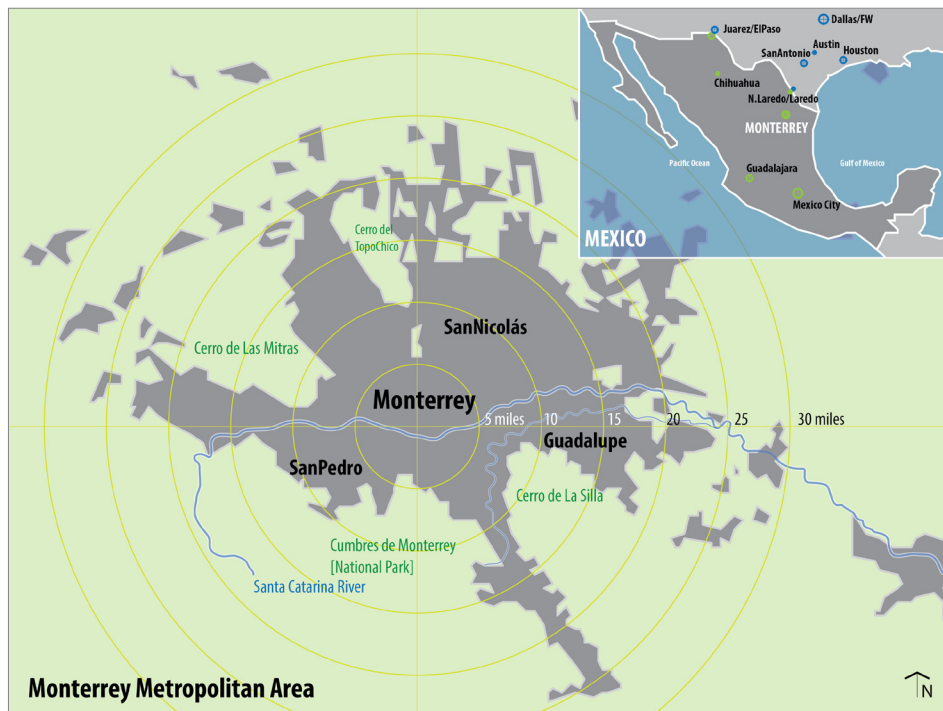 Dallas/FW
Juarez/ElPaso
Austin
SanAntonio
Houston
Chihuahua
N.Laredo/Laredo
MONTERREY
Pacific Ocean
Guadalajara
Gulf of Mexico
Mexico City
MEXICO
Cerro del
TopoChico
SanNicolás
Cerro de Las Mitras
Monterrey
5 miles
10
15
20
25
30 miles
Guadalupe
SanPedro
Cerro de La Silla
Cumbres de Monterrey
[National Park]
Santa Catarina River
Monterrey Metropolitan Area
N